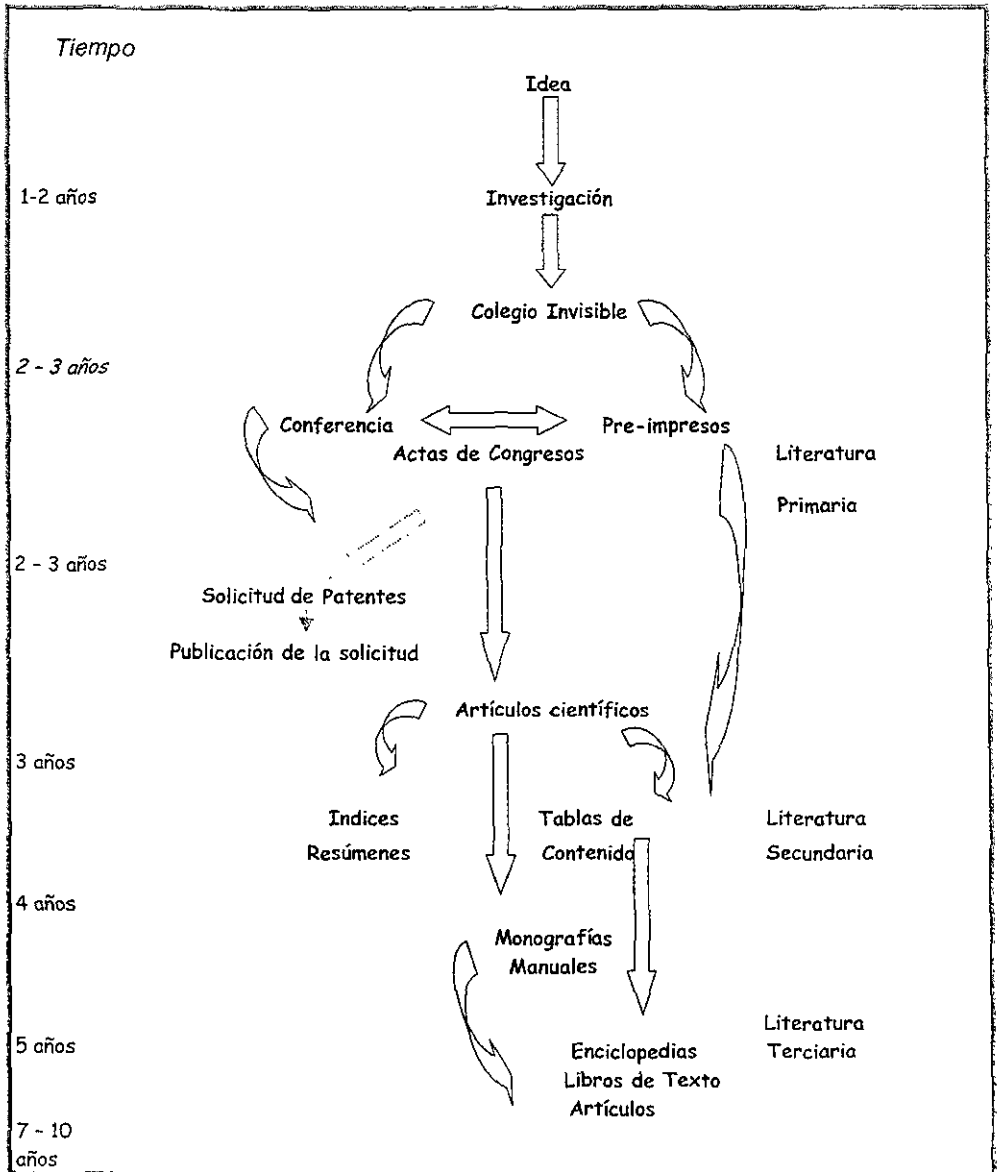 Tiempo
Idea
1-2 años
Investigación
Colegio Invisible
2 - 3 años
Conferencia
Pre-impresos
Actas de Congresos
Literatura
Primaria
2 - 3 años
Solicitud de Patentes
Publicación de la solicitud
Artículos científicos
3 años
Indices
Tablas de
Literatura
Resúmenes
Contenido
Secundaria
4 años
Monografías
Manuales
Literatura
5 años
Enciclopedias
Terciaria
Libros de Texto
Artículos
7 - 10
años